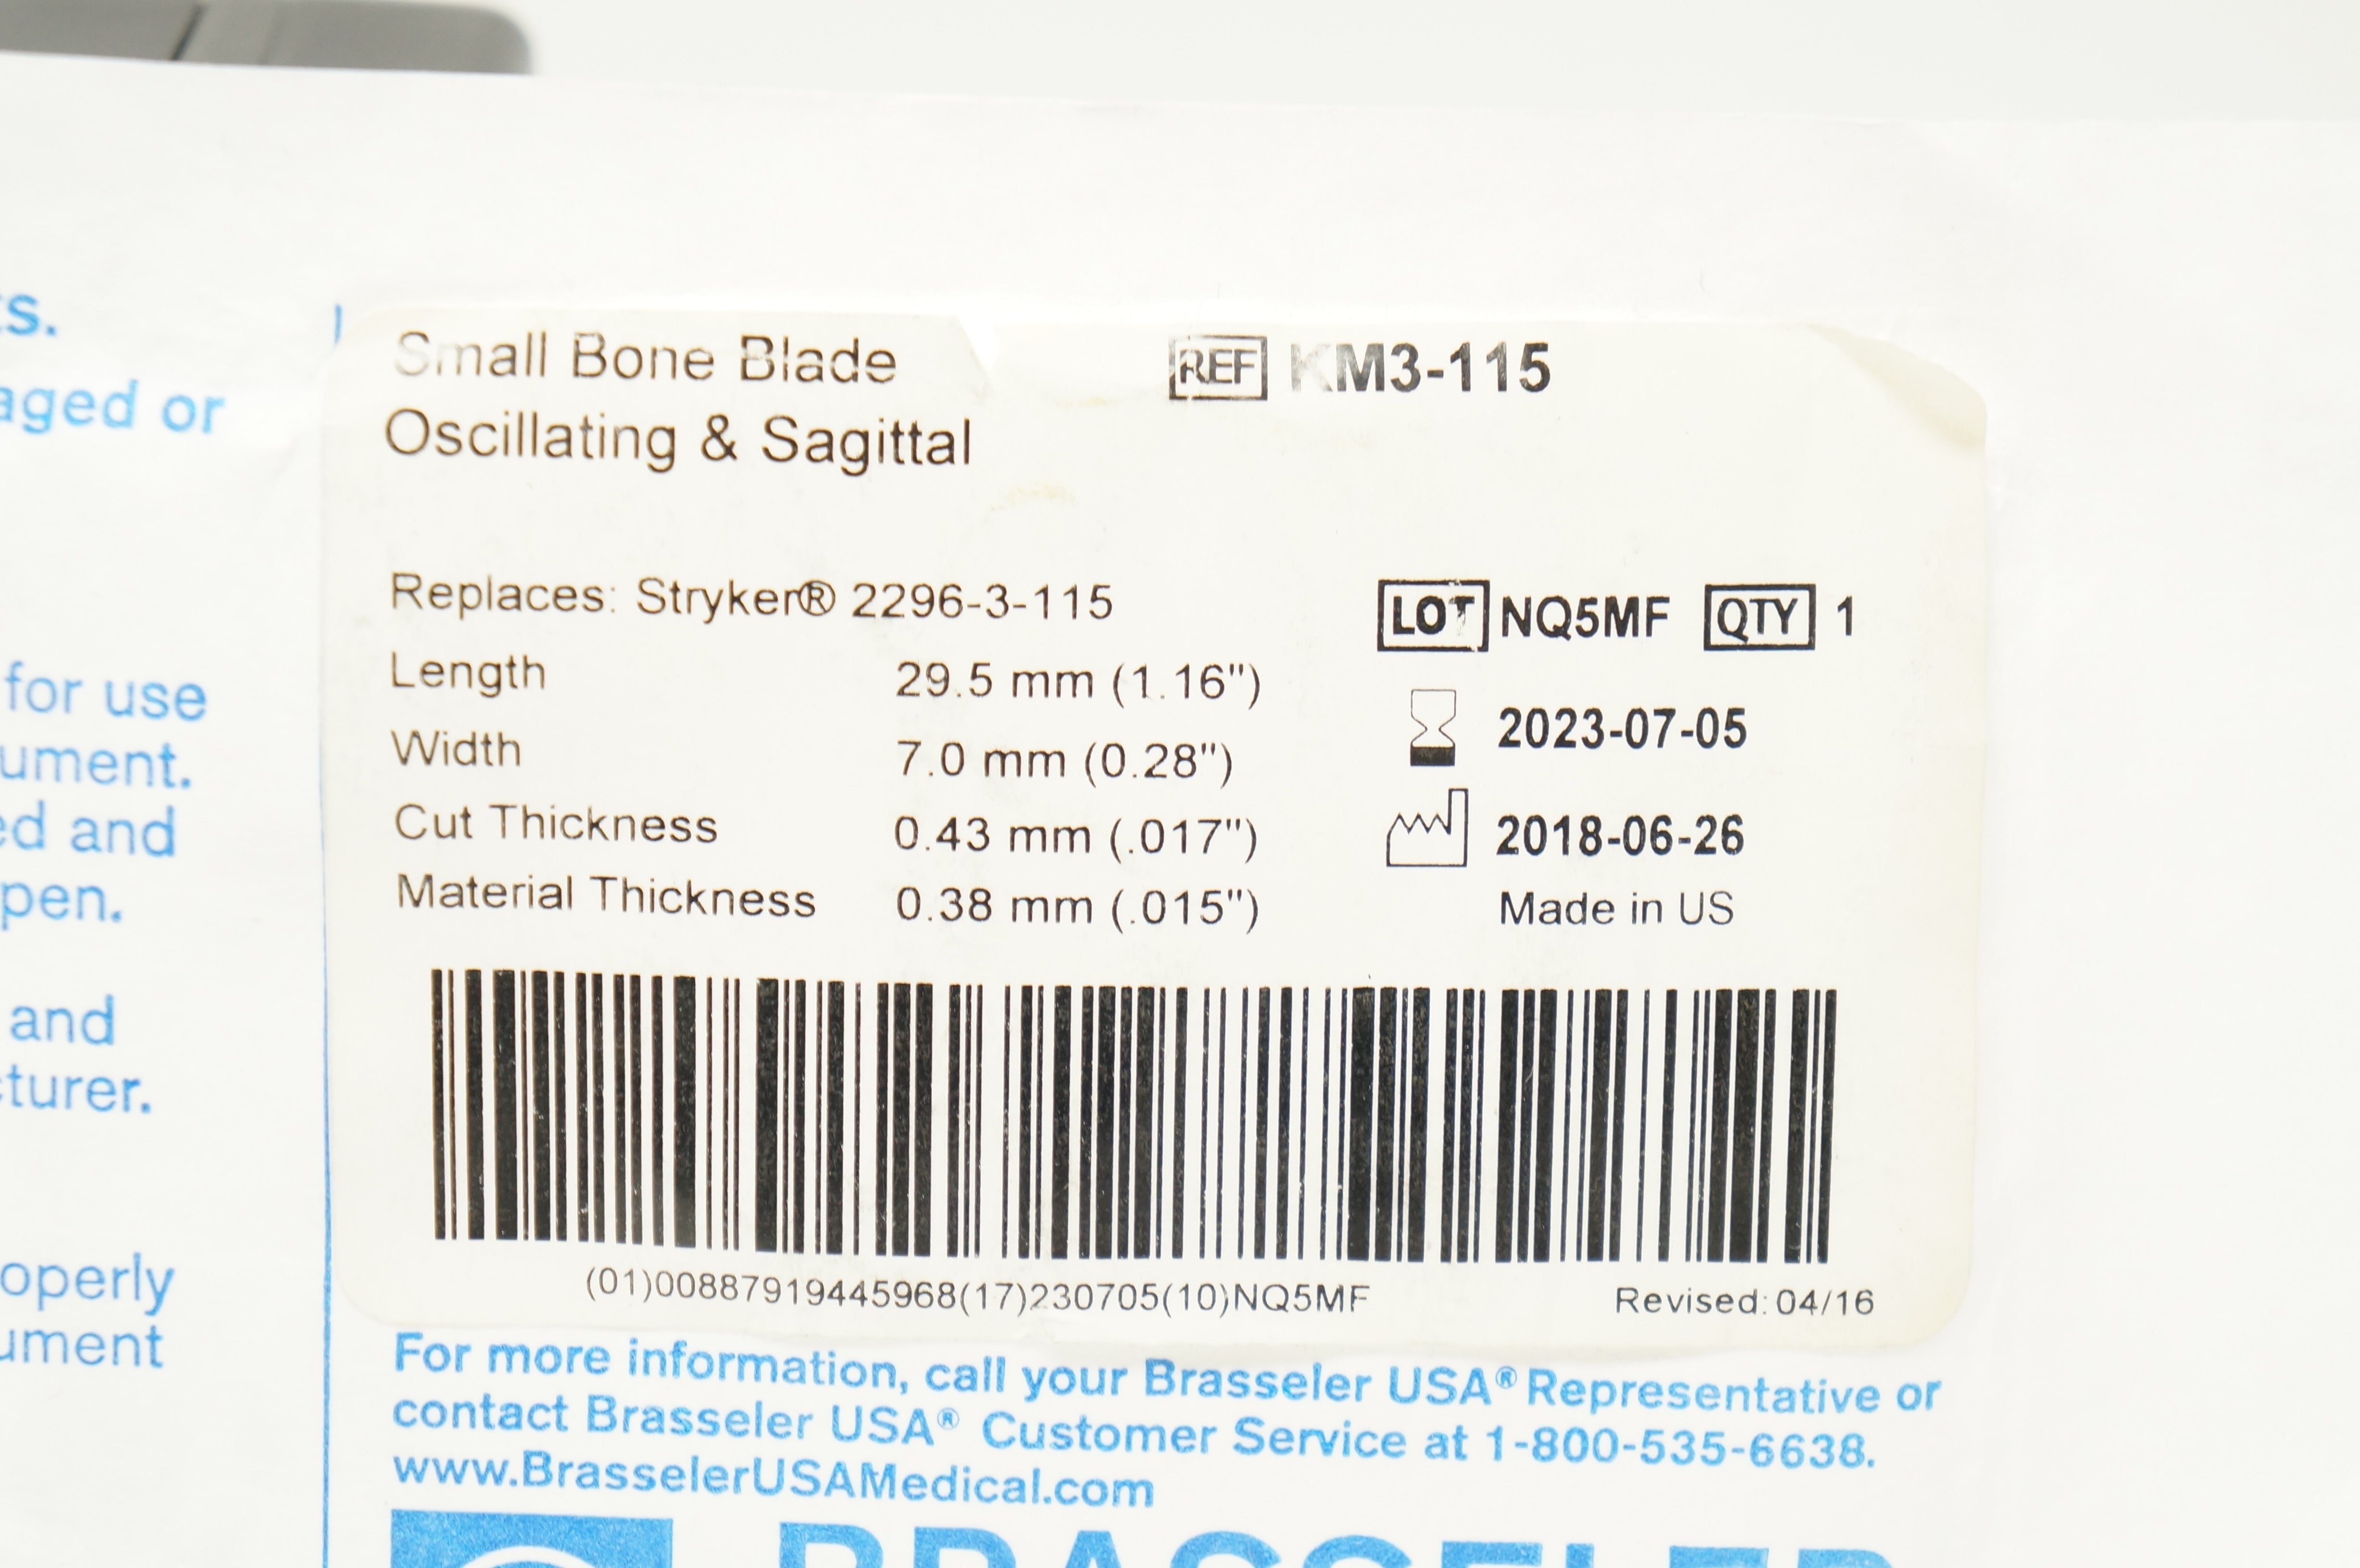 s.
aged or
for use
ument.
ed and
pen.
and
cturer.
operly
ument
Small Bone Blade
Oscillating & Sagittal
REF KM3-115
Replaces: Stryker® 2296-3-115
Length 29.5 mm (1.16")
Width 7.0 mm (0.28")
Cut Thickness 0.43 mm (.017")
Material Thickness 0.38 mm (.015")
LOT NQ5MF QTY 1
2023-07-05
2018-06-26
Made in US
(01)00887919445968(17)230705(10)NQ5MF
Revised: 04/16
For more information, call your Brasseler USA® Representative or
contact Brasseler USA® Customer Service at 1-800-535-6638.
www.BrasselerUSAMedical.com
BRASSELER